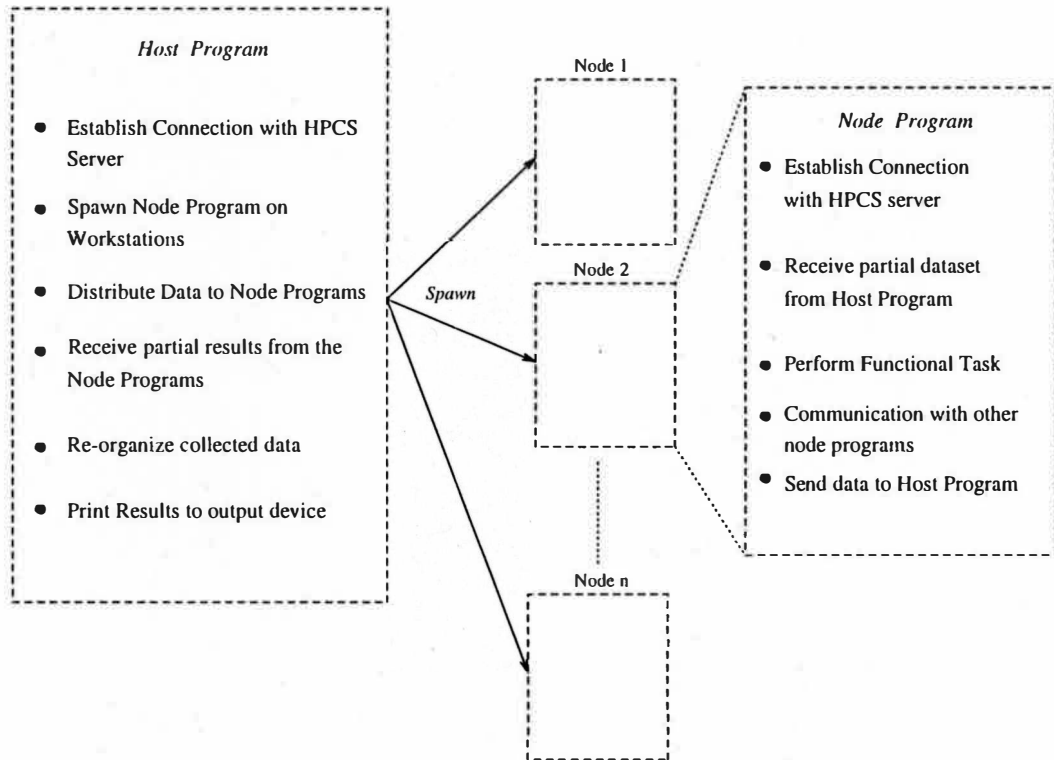 Host Program
● Establish Connection with HPCS
Server
● Spawn Node Program on
Workstations
● Distribute Data to Node Programs
● Receive partial results from the
Node Programs
● Re-organize collected data
● Print Results to output device
Spawn
Node 1
Node 2
Node n
Node Program
● Establish Connection
with HPCS server
● Receive partial dataset
from Host Program
● Perform Functional Task
● Communication with other
node programs
● Send data to Host Program